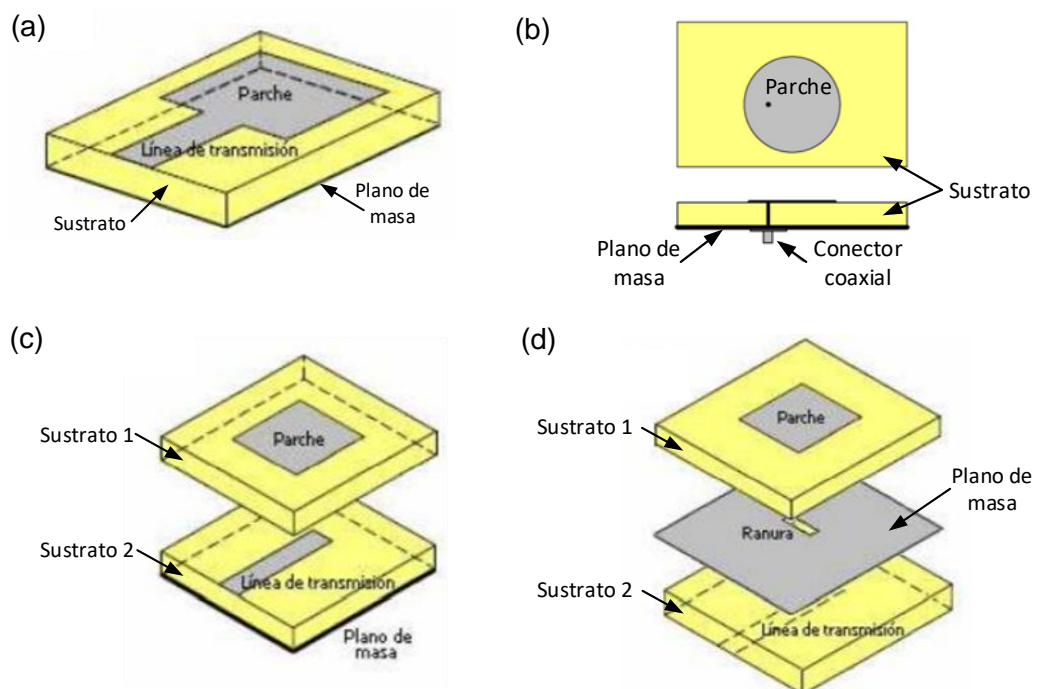 (a)
Parche
Línea de transmisión
Sustrato
Plano de
masa
(b)
Parche
Sustrato
Plano de
masa
Conector
coaxial
(c)
Sustrato 1
Parche
Sustrato 2
Línea de transmisión
Plano de
masa
(d)
Sustrato 1
Parche
Plano de
masa
Ranura
Sustrato 2
Línea de transmisión